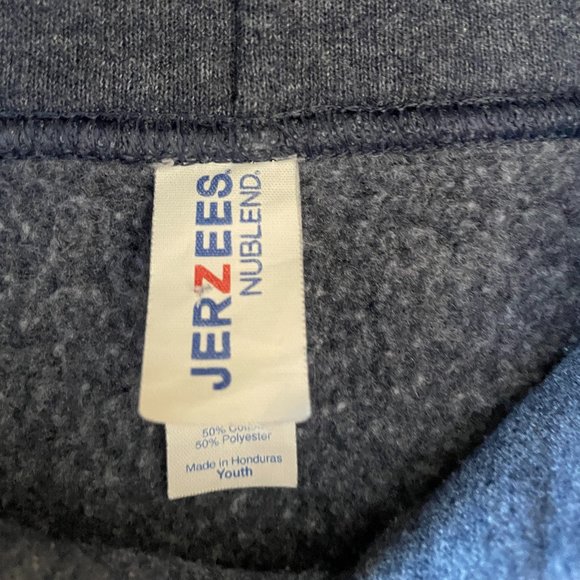 JERZEES®
NUBLEND®
50% Cotton
50% Polyester
Made in Honduras
Youth